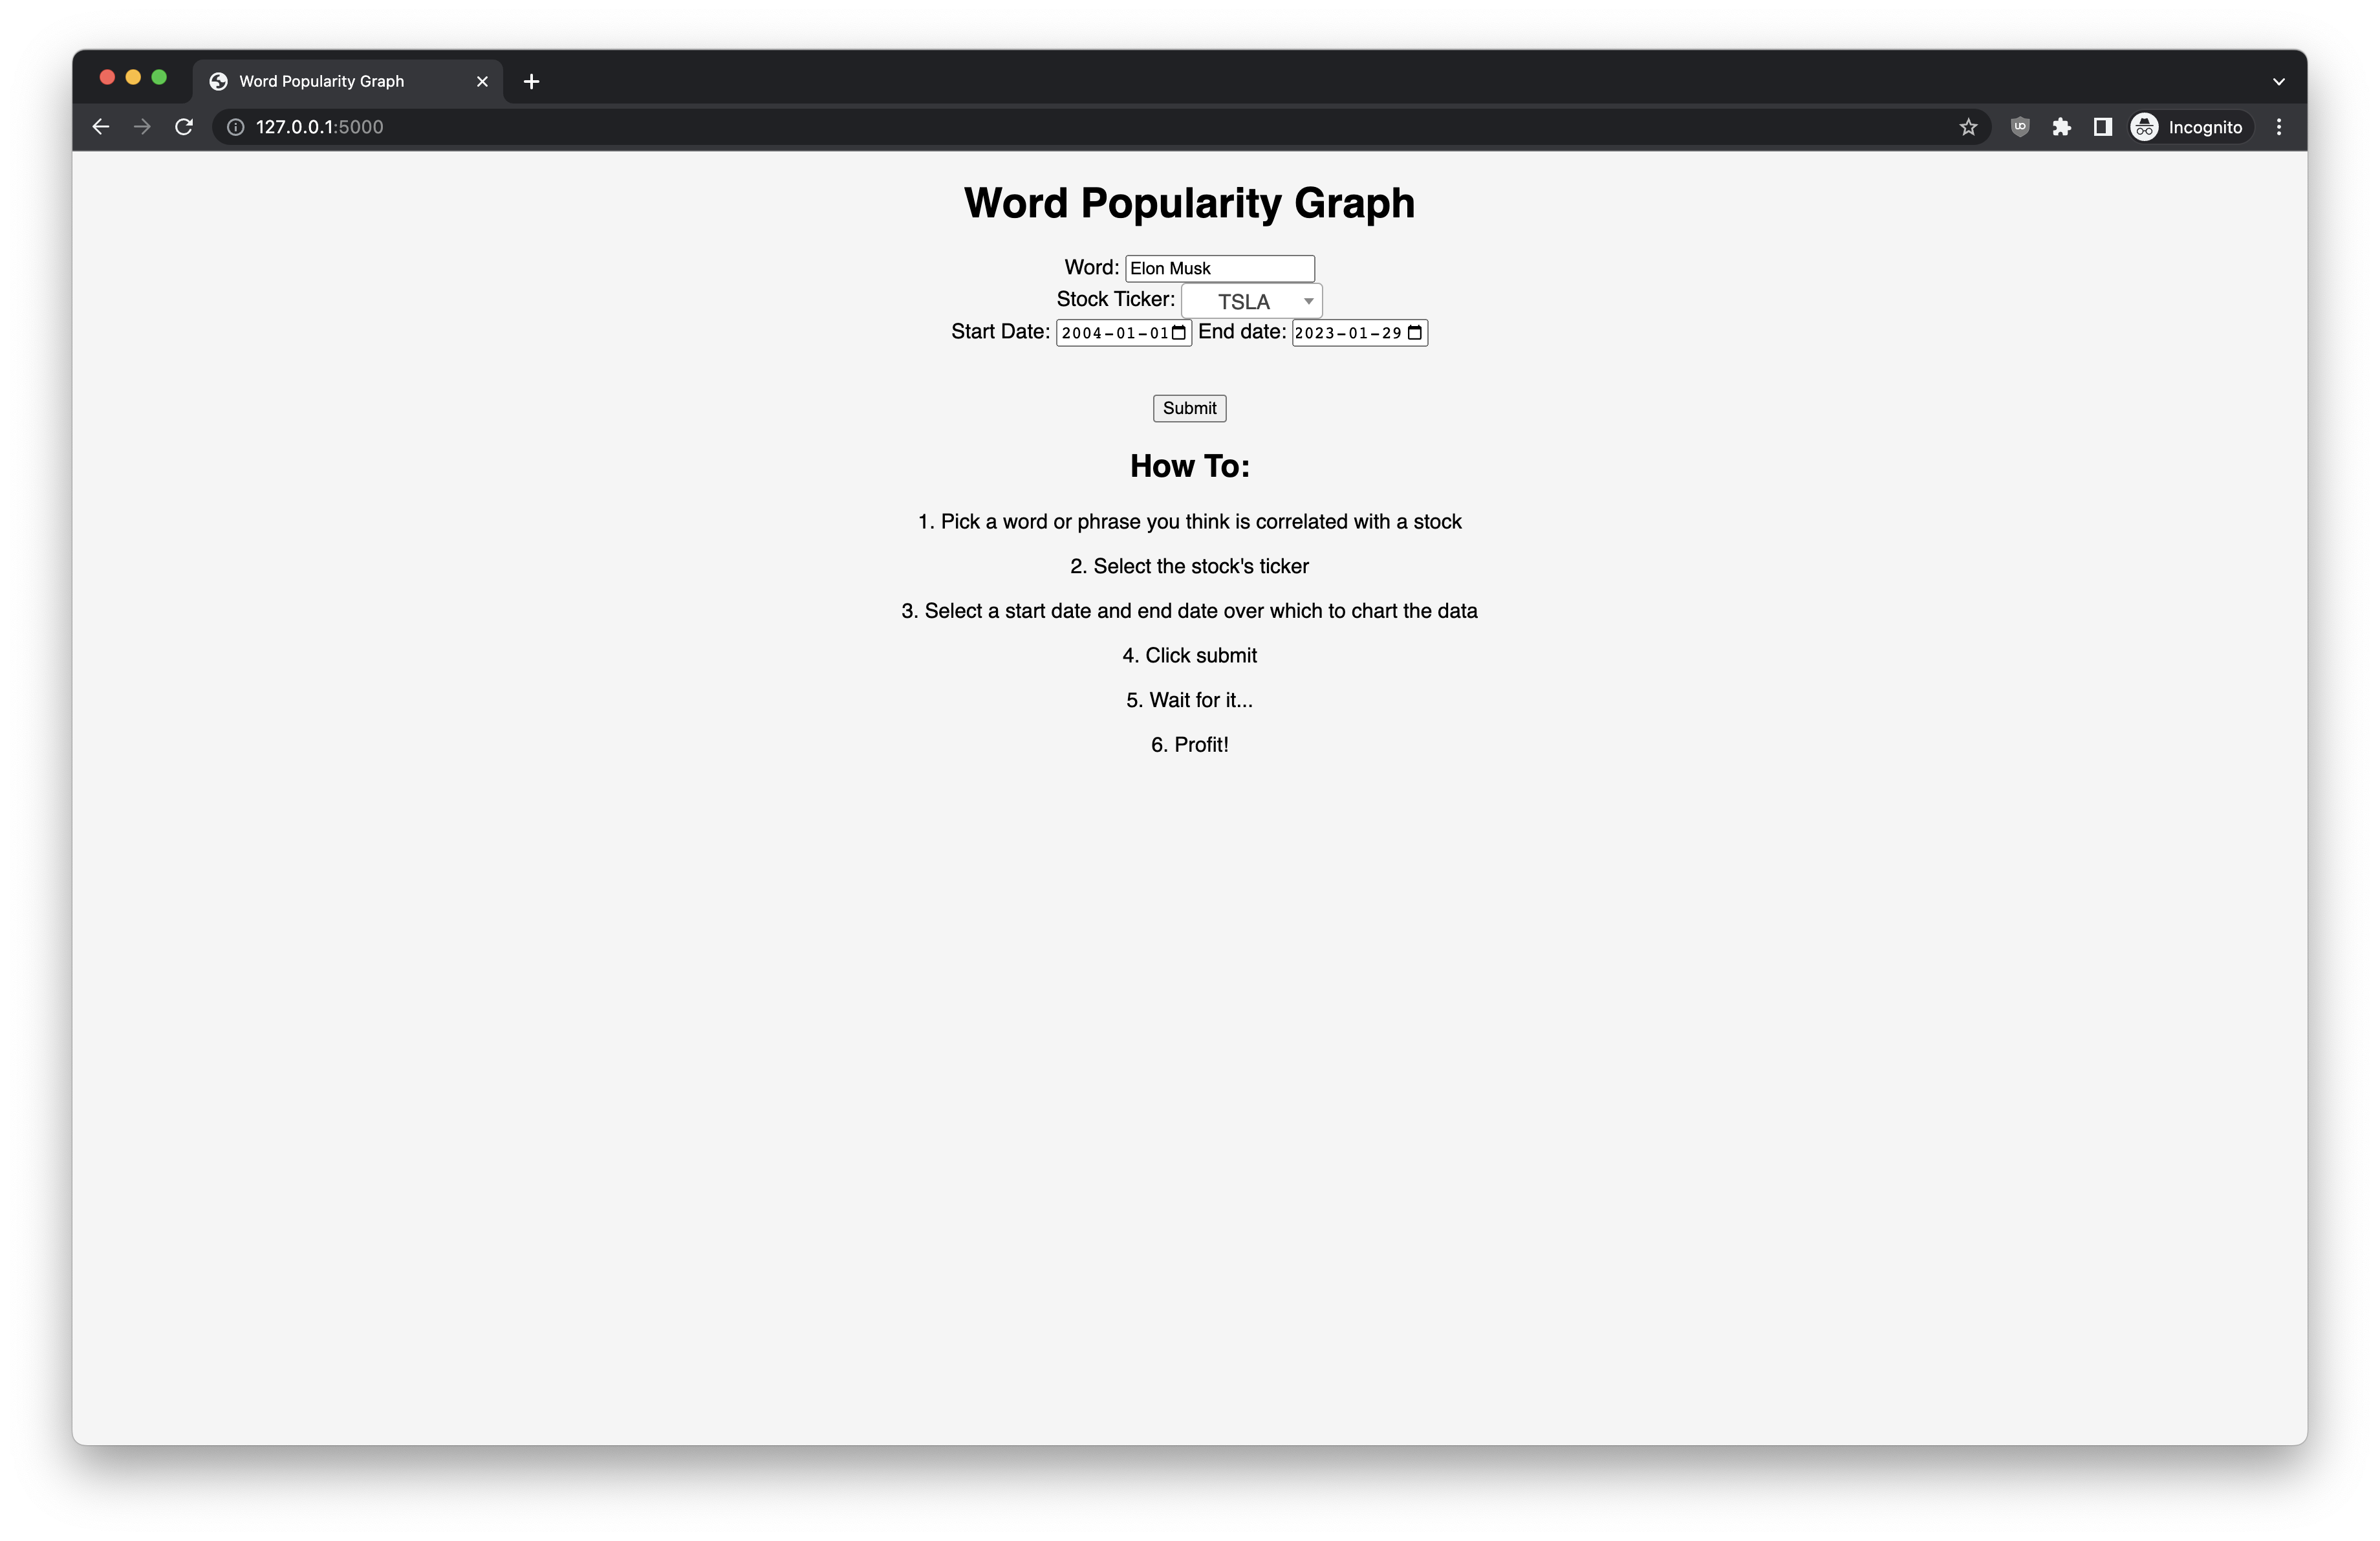 Word Popularity Graph
127.0.0.1:5000
Incognito
Word Popularity Graph
Word: Elon Musk
Stock Ticker: TSLA
Start Date: 2004-01-01 End date: 2023-01-29
Submit
How To:
1. Pick a word or phrase you think is correlated with a stock
2. Select the stock's ticker
3. Select a start date and end date over which to chart the data
4. Click submit
5. Wait for it...
6. Profit!